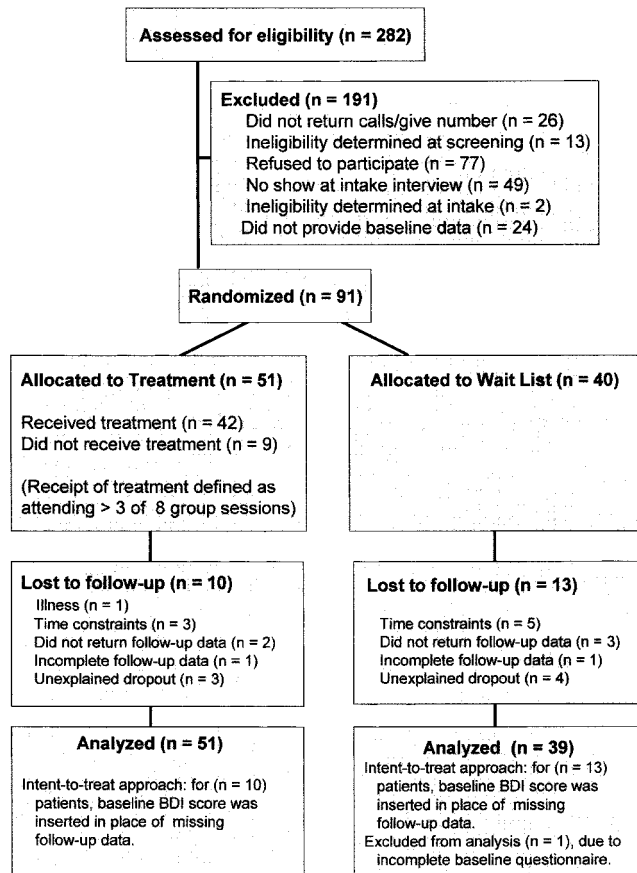 Assessed for eligibility (n = 282)
Excluded (n = 191)
Did not return calls/give number (n = 26)
Ineligibility determined at screening (n = 13)
Refused to participate (n = 77)
No show at intake interview (n = 49)
Ineligibility determined at intake (n = 2)
Did not provide baseline data (n = 24)
Randomized (n = 91)
Allocated to Treatment (n = 51)
Received treatment (n = 42)
Did not receive treatment (n = 9)
(Receipt of treatment defined as
attending > 3 of 8 group sessions)
Allocated to Wait List (n = 40)
Lost to follow-up (n = 10)
Illness (n = 1)
Time constraints (n = 3)
Did not return follow-up data (n = 2)
Incomplete follow-up data (n = 1)
Unexplained dropout (n = 3)
Lost to follow-up (n = 13)
Time constraints (n = 5)
Did not return follow-up data (n = 3)
Incomplete follow-up data (n = 1)
Unexplained dropout (n = 4)
Analyzed (n = 51)
Intent-to-treat approach: for (n = 10)
patients, baseline BDI score was
inserted in place of missing
follow-up data.
Analyzed (n = 39)
Intent-to-treat approach: for (n = 13)
patients, baseline BDI score was
inserted in place of missing
follow-up data.
Excluded from analysis (n = 1), due to
incomplete baseline questionnaire.